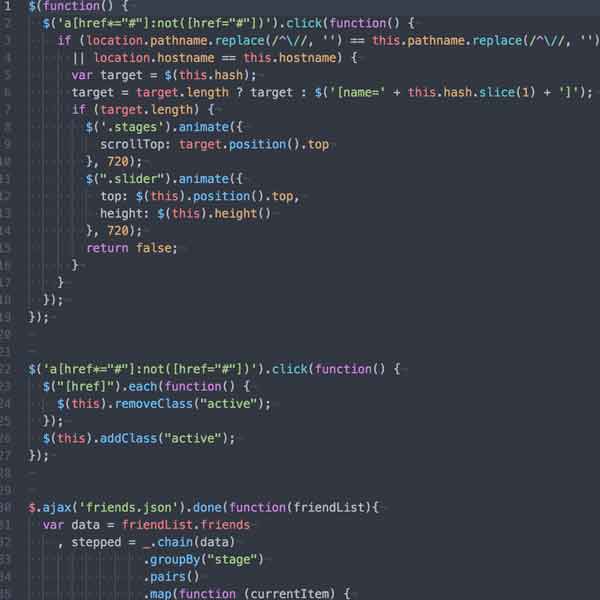 1 $(function() {
2 $('a[href*="#"]:not([href="#"])').click(function() {
3 if (location.pathname.replace(/^\//, '') == this.pathname.replace(/^\//, '')
4 || location.hostname == this.hostname) {
5 var target = $(this.hash);
6 target = target.length ? target : $('[name=' + this.hash.slice(1) + ']');
7 if (target.length) {
8 $('.stages').animate({
9 scrollTop: target.position().top
10 }, 720);
11 $(".slider").animate({
12 top: $(this).position().top,
13 height: $(this).height()
14 }, 720);
15 return false;
16 }
17 }
18 });
19 });
20
21
22 $('a[href*="#"]:not([href="#"])').click(function() {
23 $("[href]").each(function() {
24 $(this).removeClass("active");
25 });
26 $(this).addClass("active");
27 });
28
29
30 $.ajax('friends.json').done(function(friendList){
31 var data = friendList.friends
32 , stepped = _.chain(data)
33 .groupBy("stage")
34 .pairs()
35 .map(function (currentItem) {